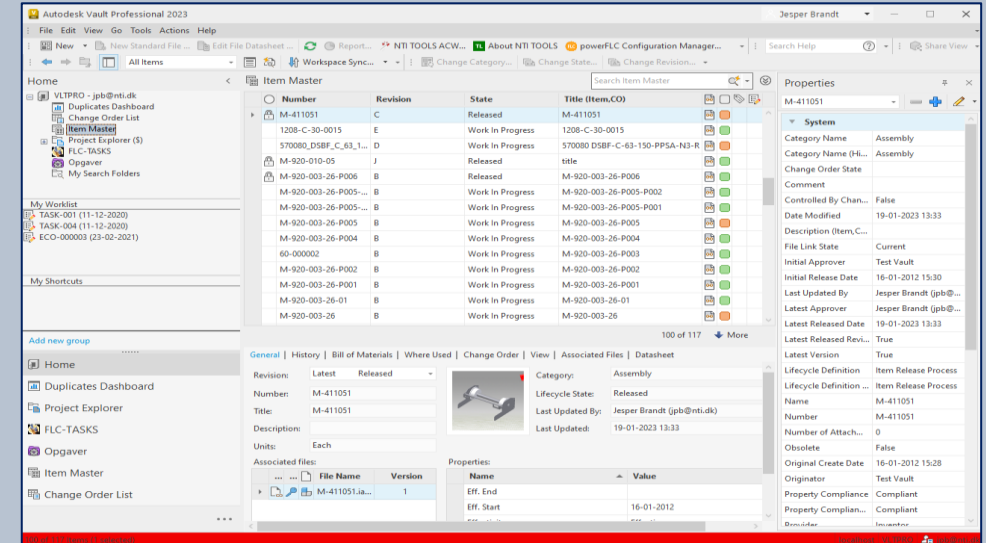 Autodesk Vault Professional 2023 Jesper Brandt
File Edit View Go Tools Actions Help
New New Standard File ... Edit File Datasheet ... Report... NTI TOOLS ACW... About NTI TOOLS powerFLC Configuration Manager... Search Help Share View
All Items Workspace Sync... Change Category... Change State... Change Revision...
Home
VLTPRO - jpb@nti.dk
Duplicates Dashboard
Change Order List
Item Master
Project Explorer ($)
FLC-TASKS
Opgaver
My Search Folders
My Worklist
TASK-001 (11-12-2020)
TASK-004 (11-12-2020)
ECO-000003 (23-02-2021)
My Shortcuts
Add new group
Home
Duplicates Dashboard
Project Explorer
FLC-TASKS
Opgaver
Item Master
Change Order List
Item Master Search Item Master
Number Revision State Title (Item,CO)
M-411051 C Released M-411051
1208-C-30-0015 E Work In Progress 1208-C-30-0015
570080_DSBF_C_63_1... D Work In Progress 570080 DSBF-C-63-150-PPSA-N3-R
M-920-010-05 J Released title
M-920-003-26-P006 B Released M-920-003-26-P006
M-920-003-26-P005-... B Work In Progress M-920-003-26-P005-P002
M-920-003-26-P005-... B Work In Progress M-920-003-26-P005-P001
M-920-003-26-P005 B Work In Progress M-920-003-26-P005
M-920-003-26-P004 B Work In Progress M-920-003-26-P004
60-000002 B Work In Progress M-920-003-26-P003
M-920-003-26-P002 B Work In Progress M-920-003-26-P002
M-920-003-26-P001 B Work In Progress M-920-003-26-P001
M-920-003-26-01 B Work In Progress M-920-003-26-01
M-920-003-26 B Work In Progress M-920-003-26
100 of 117 More
General | History | Bill of Materials | Where Used | Change Order | View | Associated Files | Datasheet
Revision: Latest Released Category: Assembly
Number: M-411051 Lifecycle State: Released
Title: M-411051 Last Updated By: Jesper Brandt (jpb@nti.dk)
Description: Last Updated: 19-01-2023 13:33
Units: Each
Associated files: Properties:
... ... File Name Version Name Value
M-411051.ia... 1 Eff. End
Eff. Start 16-01-2012
Properties
M-411051
System
Category Name Assembly
Category Name (Hi... Assembly
Change Order State
Comment
Controlled By Chan... False
Date Modified 19-01-2023 13:33
Description (Item,C...
File Link State Current
Initial Approver Test Vault
Initial Release Date 16-01-2012 15:30
Last Updated By Jesper Brandt (jpb@...
Latest Approver Jesper Brandt (jpb@...
Latest Released Date 19-01-2023 13:33
Latest Released Revi... True
Latest Version True
Lifecycle Definition Item Release Process
Lifecycle Definition ... Item Release Process
Name M-411051
Number M-411051
Number of Attach... 0
Obsolete False
Original Create Date 16-01-2012 15:28
Originator Test Vault
Property Compliance Compliant
Property Complian... Compliant
Provider Inventor